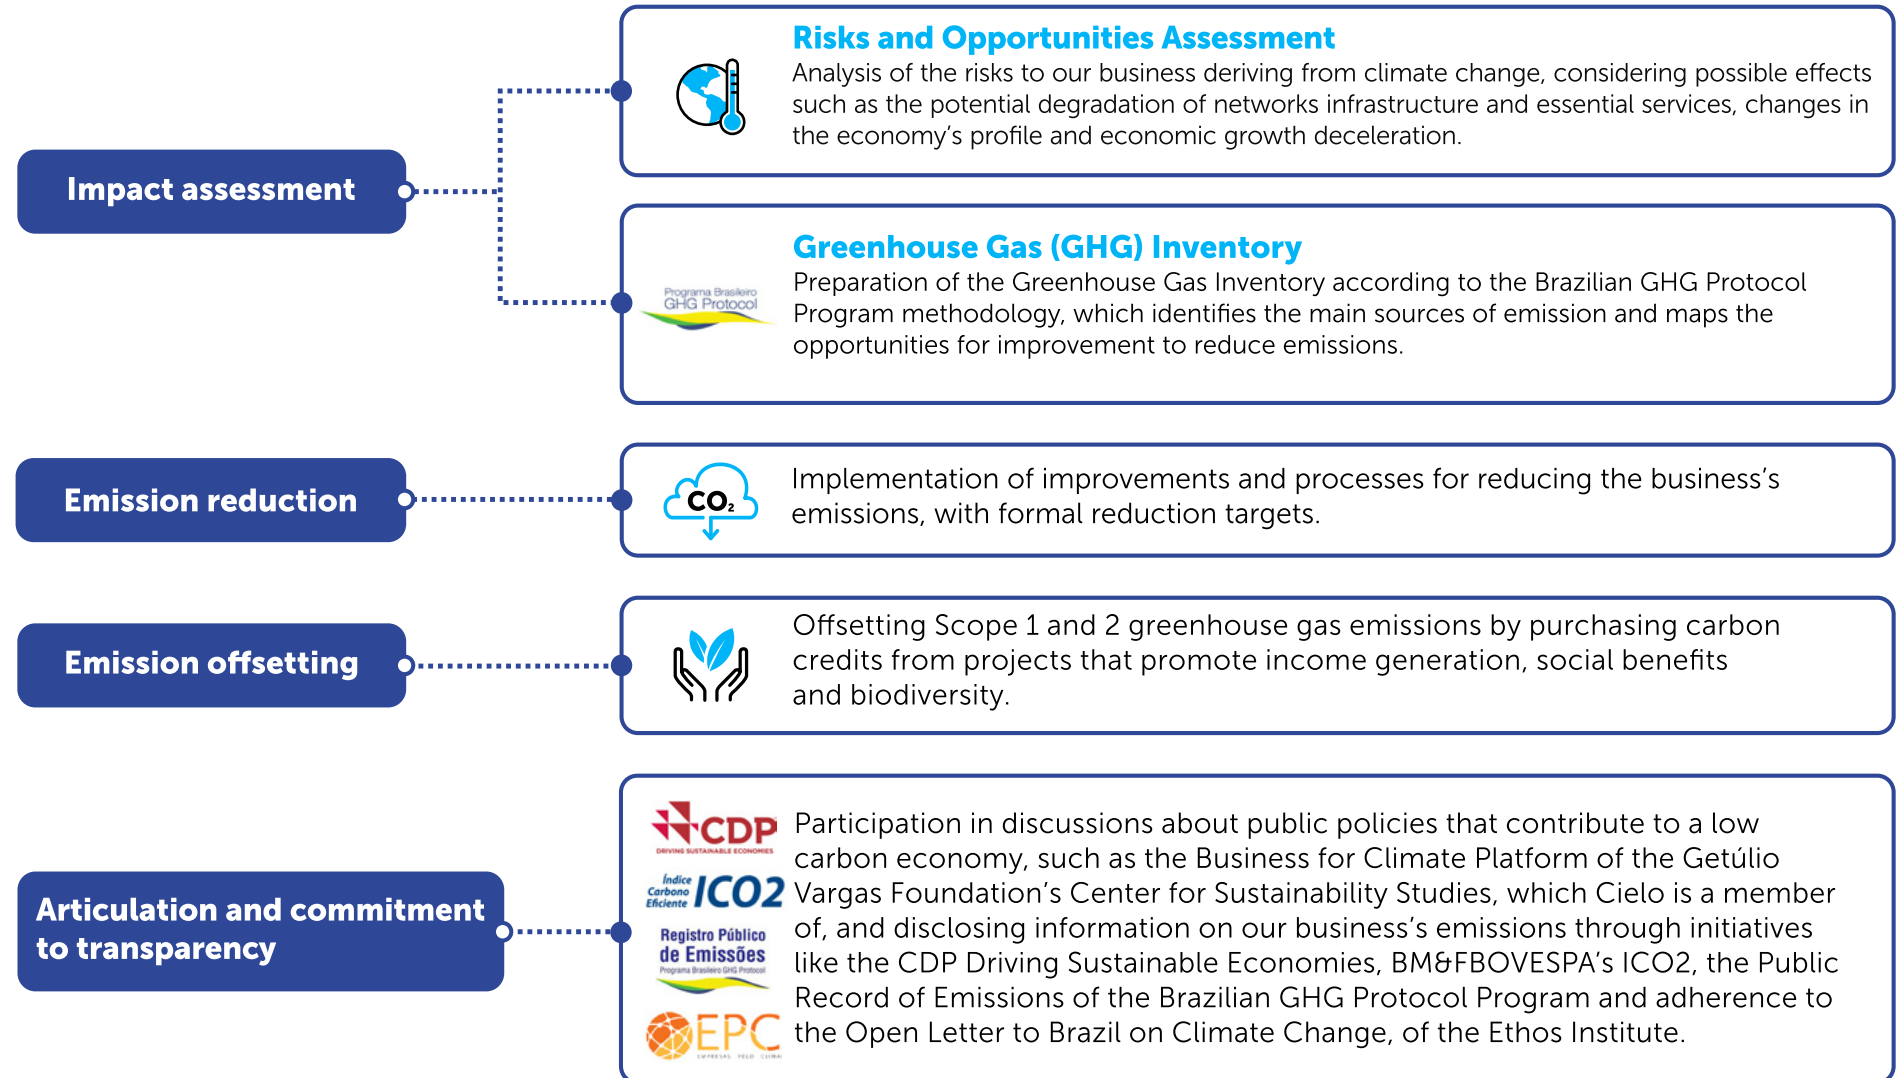 Risks and Opportunities Assessment
Analysis of the risks to our business deriving from climate change, considering possible effects
such as the potential degradation of networks infrastructure and essential services, changes in
the economy's profile and economic growth deceleration.
Impact assessment
Greenhouse Gas (GHG) Inventory
Programa Brasileiro
GHG Protocol
Preparation of the Greenhouse Gas Inventory according to the Brazilian GHG Protocol
Program methodology, which identifies the main sources of emission and maps the
opportunities for improvement to reduce emissions.
Emission reduction
CO₂
Implementation of improvements and processes for reducing the business's
emissions, with formal reduction targets.
Emission offsetting
Offsetting Scope 1 and 2 greenhouse gas emissions by purchasing carbon
credits from projects that promote income generation, social benefits
and biodiversity.
Articulation and commitment
to transparency
CDP
DRIVING SUSTAINABLE ECONOMIES
Índice
Carbono
Eficiente
ICO2
Registro Público
de Emissões
Programa Brasileiro GHG Protocol
EPC
EMPRESAS PELO CLIMA
Participation in discussions about public policies that contribute to a low
carbon economy, such as the Business for Climate Platform of the Getúlio
Vargas Foundation's Center for Sustainability Studies, which Cielo is a member
of, and disclosing information on our business's emissions through initiatives
like the CDP Driving Sustainable Economies, BM&FBOVESPA's ICO2, the Public
Record of Emissions of the Brazilian GHG Protocol Program and adherence to
the Open Letter to Brazil on Climate Change, of the Ethos Institute.